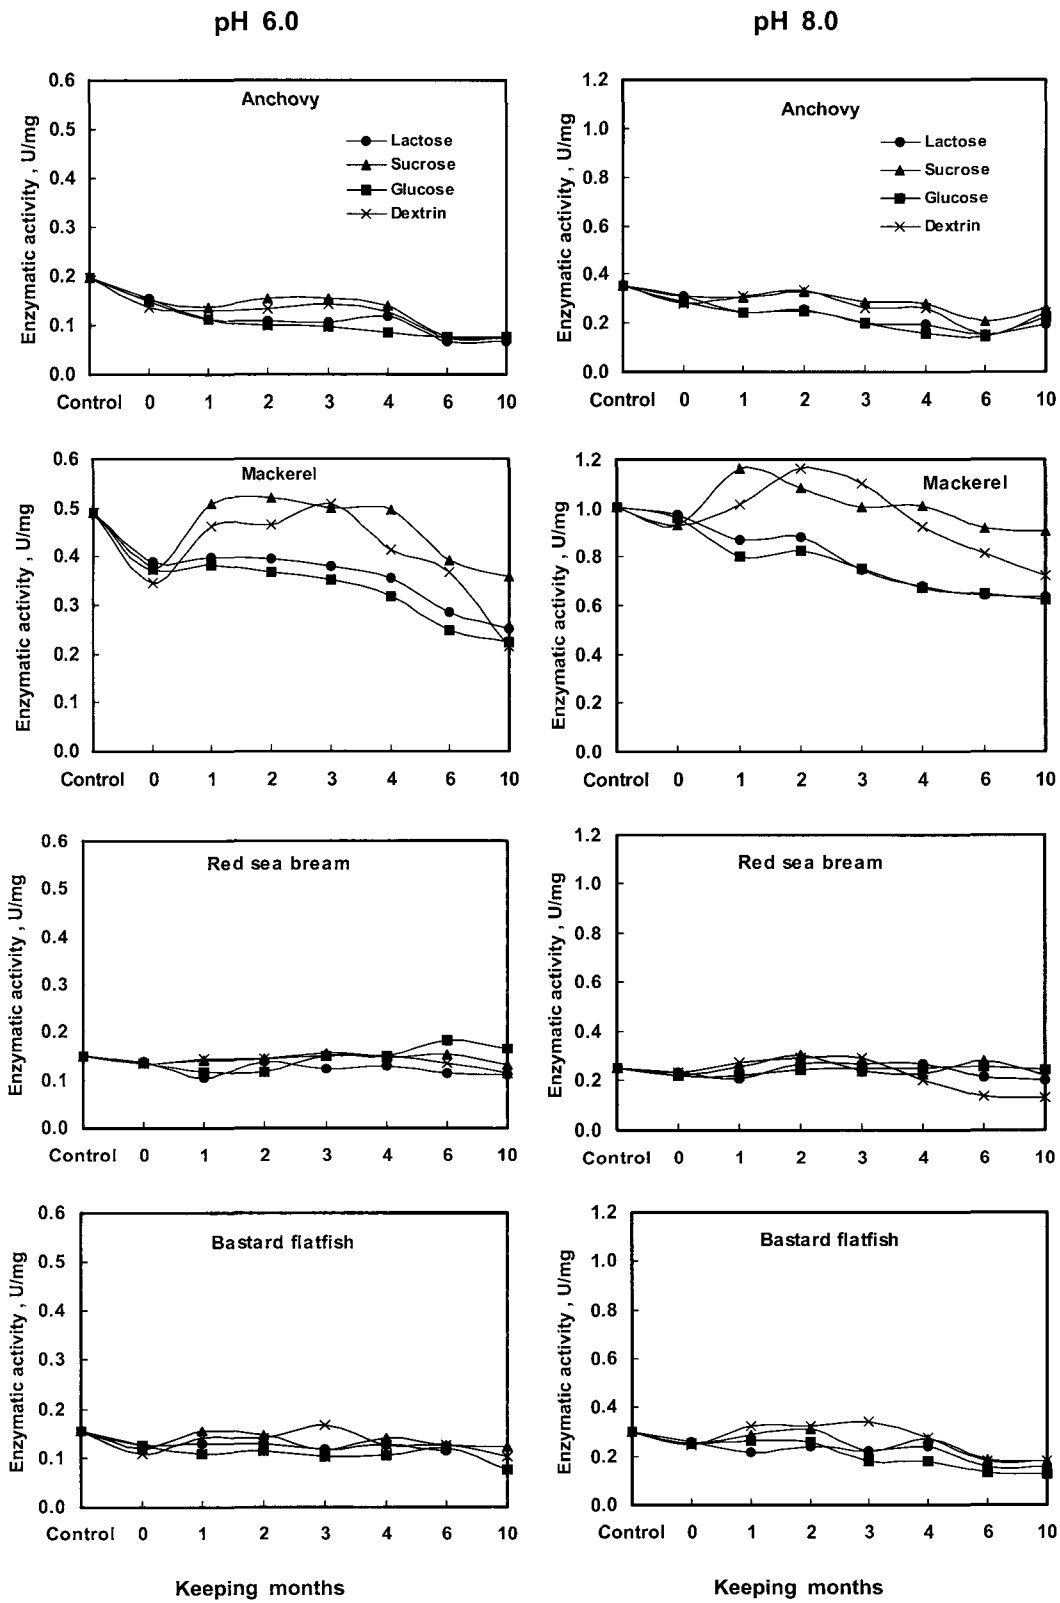 pH 6.0
pH 8.0
Enzymatic activity , U/mg
0.6
0.5
0.4
0.3
0.2
0.1
0.0
Anchovy
Lactose
Sucrose
Glucose
Dextrin
Control 0 1 2 3 4 6 10
Enzymatic activity , U/mg
1.2
1.0
0.8
0.6
0.4
0.2
0.0
Anchovy
Lactose
Sucrose
Glucose
Dextrin
Control 0 1 2 3 4 6 10
Enzymatic activity , U/mg
0.6
0.5
0.4
0.3
0.2
0.1
0.0
Mackerel
Control 0 1 2 3 4 6 10
Enzymatic activity , U/mg
1.2
1.0
0.8
0.6
0.4
0.2
0.0
Mackerel
Control 0 1 2 3 4 6 10
Enzymatic activity , U/mg
0.6
0.5
0.4
0.3
0.2
0.1
0.0
Red sea bream
Control 0 1 2 3 4 6 10
Enzymatic activity , U/mg
1.2
1.0
0.8
0.6
0.4
0.2
0.0
Red sea bream
Control 0 1 2 3 4 6 10
Enzymatic activity , U/mg
0.6
0.5
0.4
0.3
0.2
0.1
0.0
Bastard flatfish
Control 0 1 2 3 4 6 10
Keeping months
Enzymatic activity , U/mg
1.2
1.0
0.8
0.6
0.4
0.2
0.0
Bastard flatfish
Control 0 1 2 3 4 6 10
Keeping months